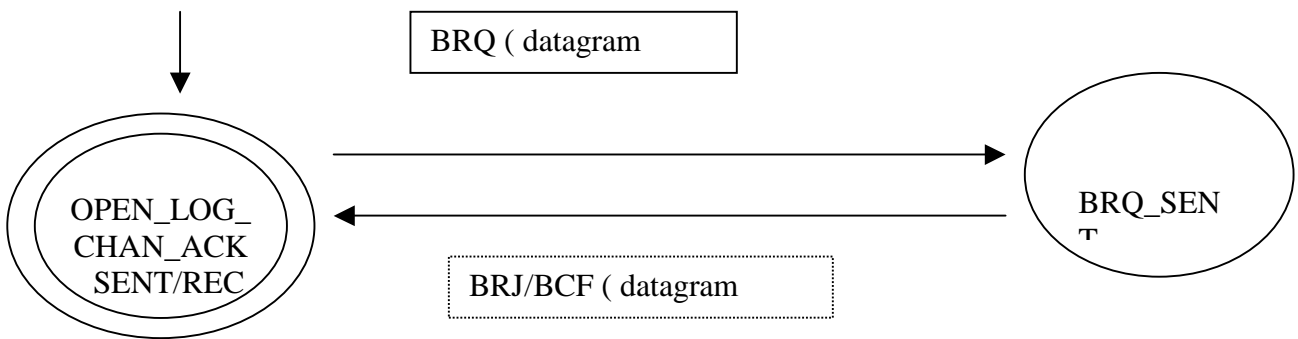 BRQ ( datagram
OPEN_LOG_
CHAN_ACK
SENT/REC
BRQ_SEN
T
BRJ/BCF ( datagram